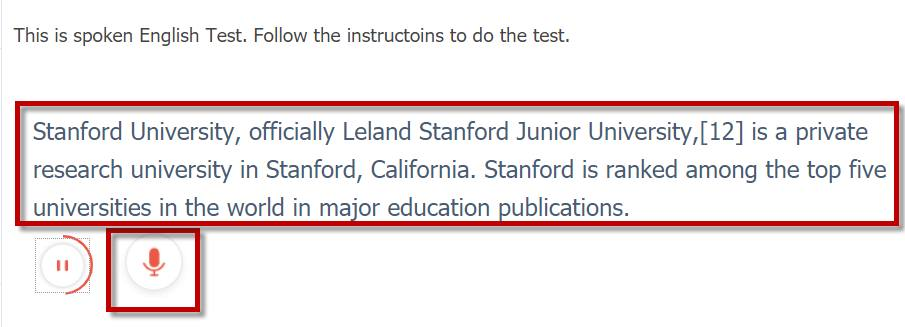 This is spoken English Test. Follow the instructoins to do the test.
Stanford University, officially Leland Stanford Junior University,[12] is a private
research university in Stanford, California. Stanford is ranked among the top five
universities in the world in major education publications.